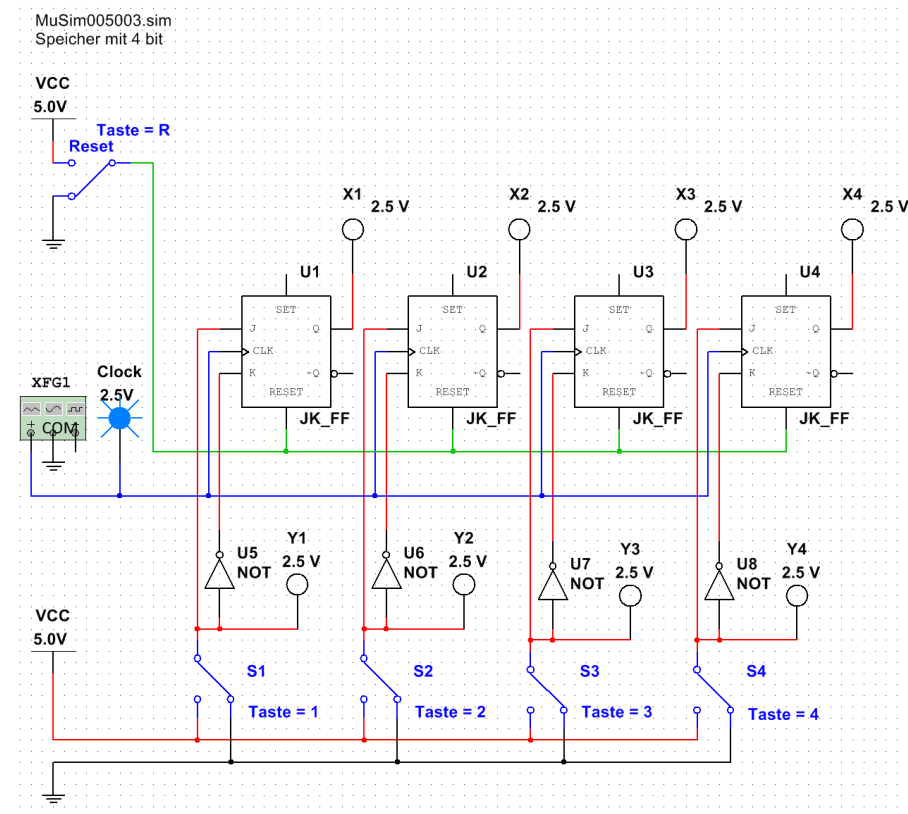 MuSim005003.sim
Speicher mit 4 bit
VCC
5.0V
Taste = R
Reset
X1
2.5 V
X2
2.5 V
X3
2.5 V
X4
2.5 V
U1
U2
U3
U4
SET
J
Q
CLK
K
~Q
RESET
JK_FF
SET
J
Q
CLK
K
~Q
RESET
JK_FF
SET
J
Q
CLK
K
~Q
RESET
JK_FF
SET
J
Q
CLK
K
~Q
RESET
JK_FF
XFG1
COM
Clock
2.5V
U5
NOT
Y1
2.5 V
U6
NOT
Y2
2.5 V
U7
NOT
Y3
2.5 V
U8
NOT
Y4
2.5 V
VCC
5.0V
S1
Taste = 1
S2
Taste = 2
S3
Taste = 3
S4
Taste = 4